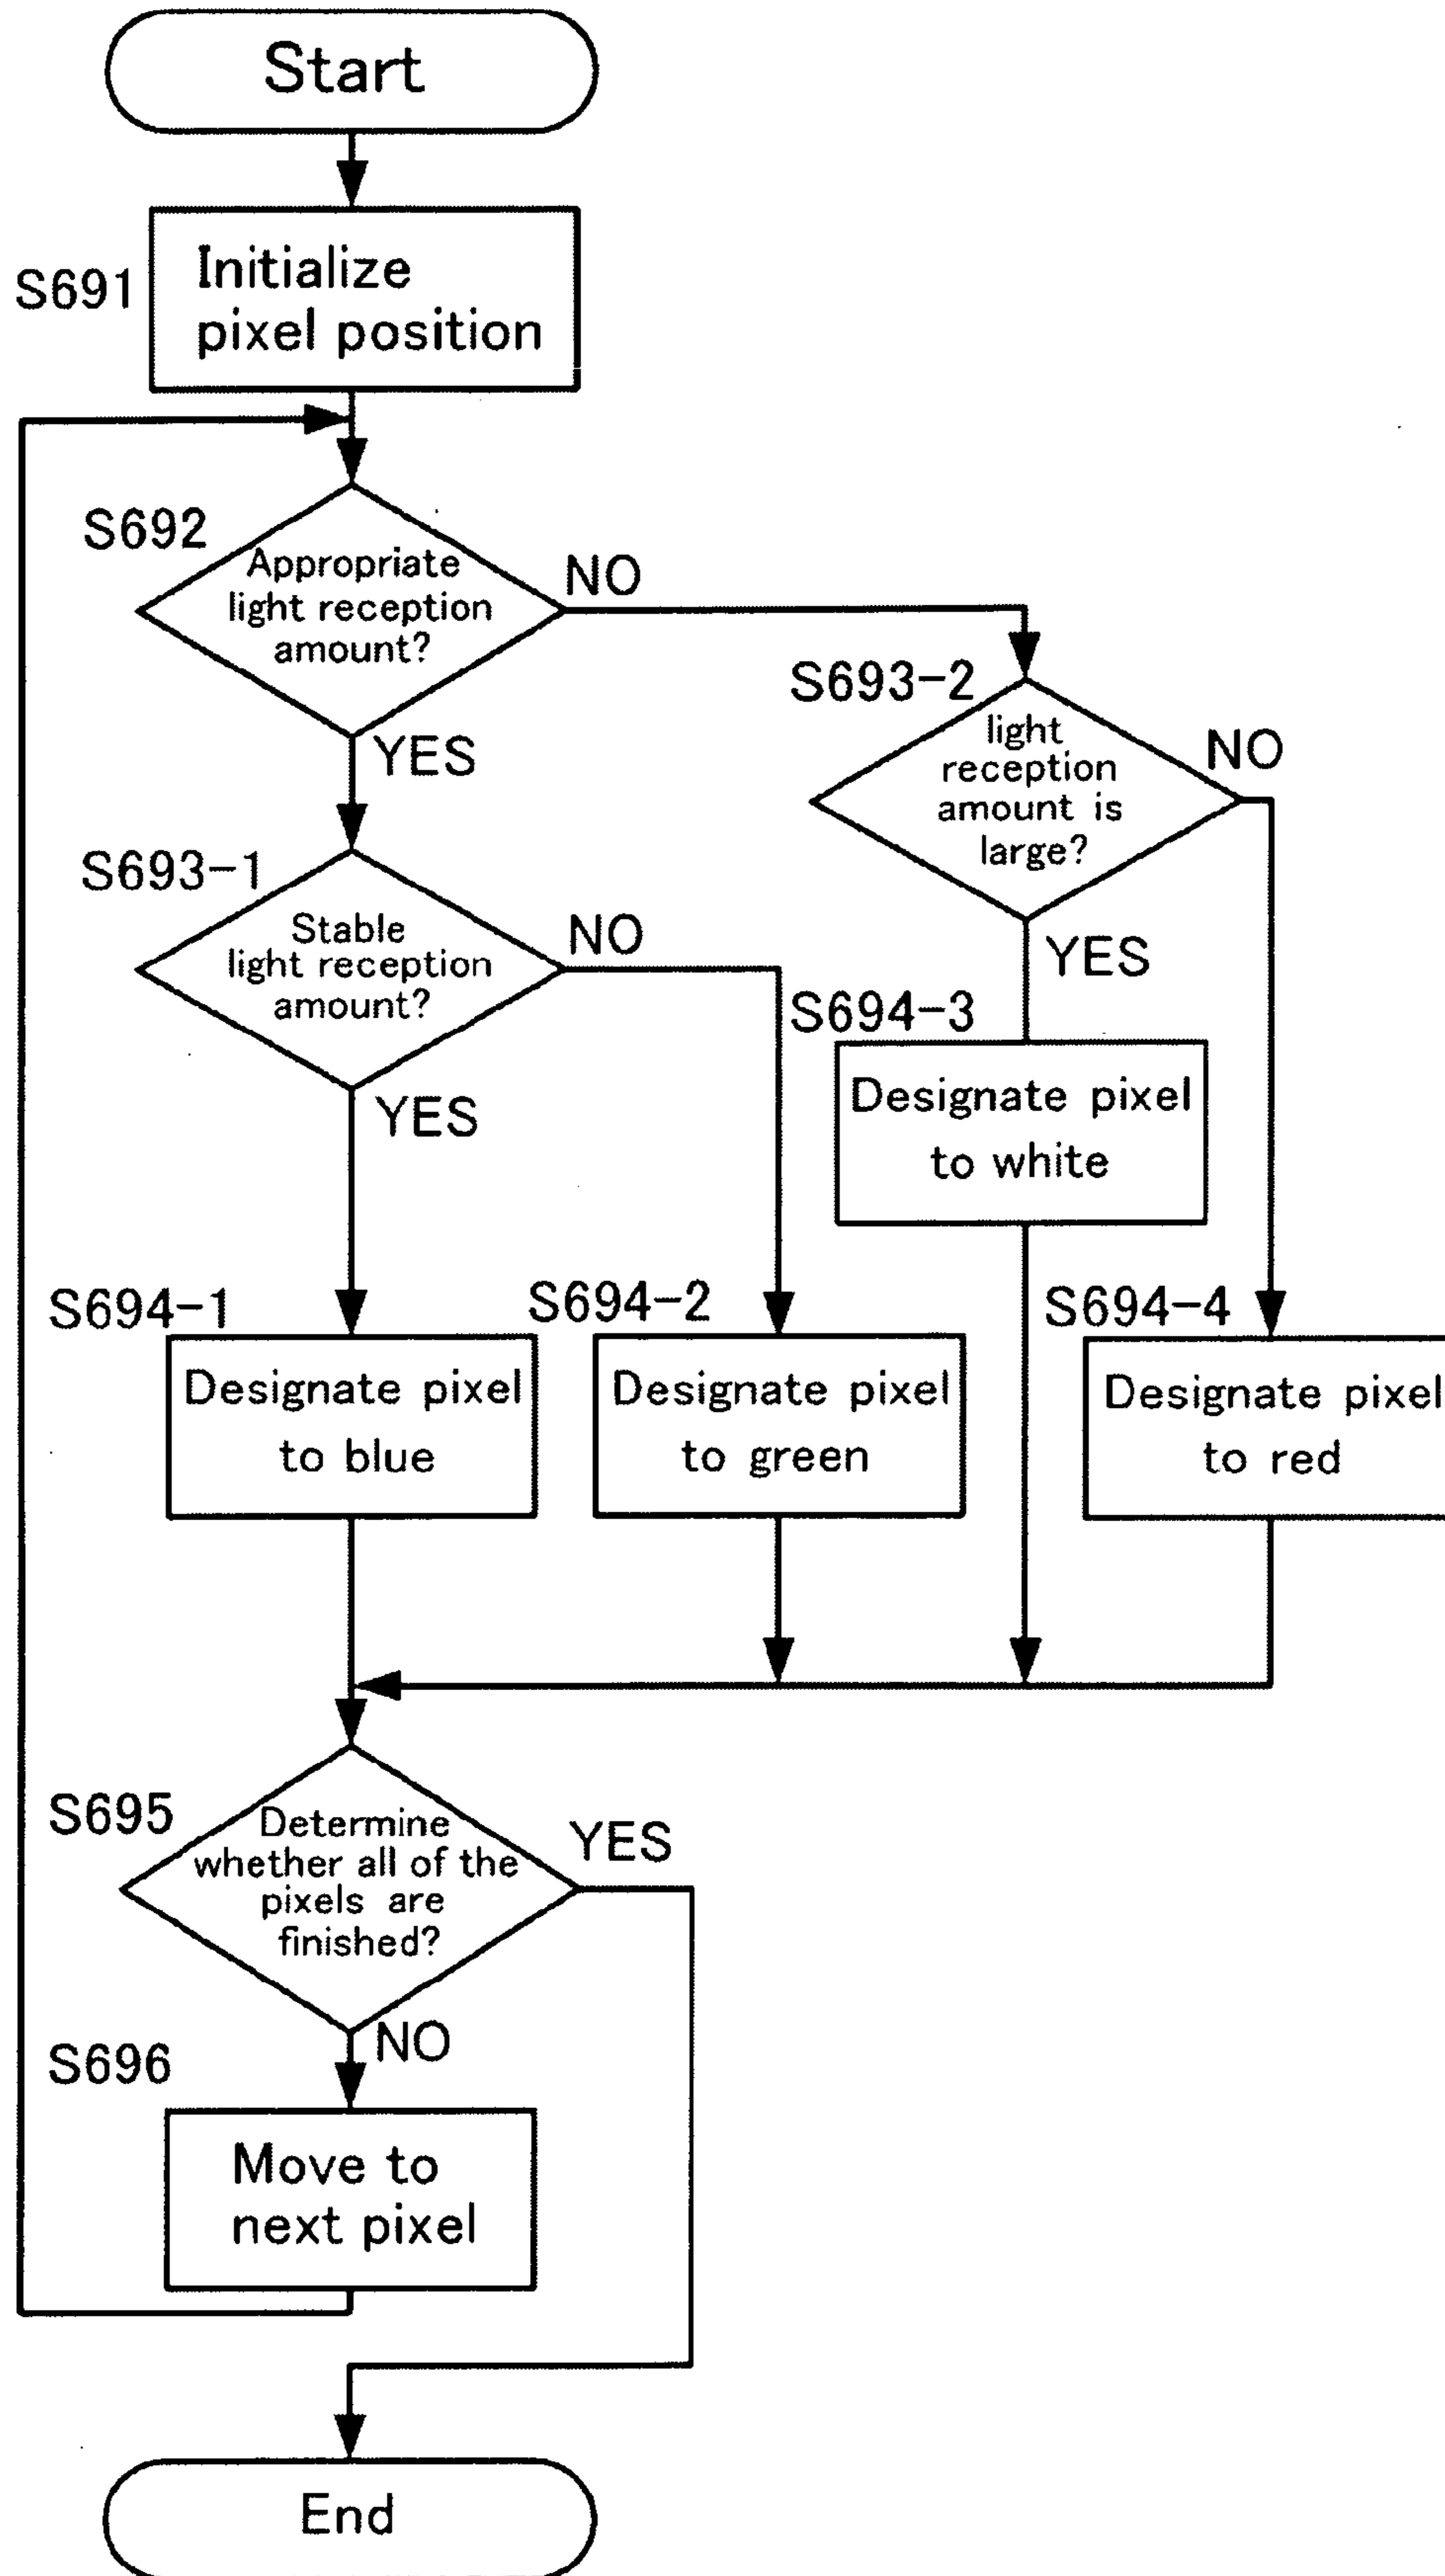 Start
S691
Initialize
pixel position
S692
Appropriate
light reception
amount?
NO
YES
S693-2
light
reception
amount is
large?
NO
YES
S693-1
Stable
light reception
amount?
NO
YES
S694-3
Designate pixel
to white
S694-1
Designate pixel
to blue
S694-2
Designate pixel
to green
S694-4
Designate pixel
to red
S695
Determine
whether all of the
pixels are
finished?
YES
NO
S696
Move to
next pixel
End